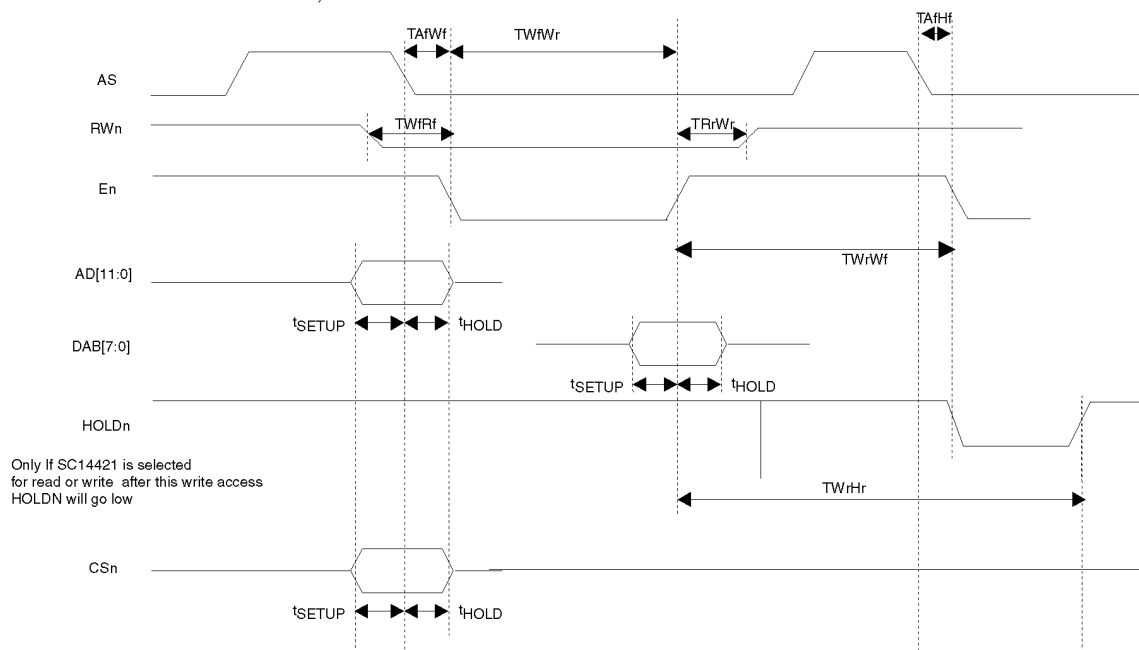 TAfWf
TWfWr
TAfHf
AS
RWn
TWfRf
TRrWr
En
TWrWf
AD[11:0]
tSETUP
tHOLD
DAB[7:0]
tSETUP
tHOLD
HOLDn
Only If SC14421 is selected
for read or write after this write access
HOLDN will go low
TWrHr
CSn
tSETUP
tHOLD